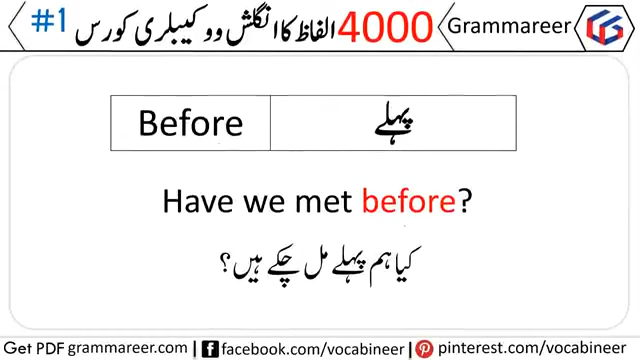 #1 4000 الفاظ کا انگلش ووکیبلری کورس Grammareer
Before پہلے
Have we met before?
کیا ہم پہلے مل چکے ہیں؟
Get PDF grammareer.com | facebook.com/vocabineer | pinterest.com/vocabineer